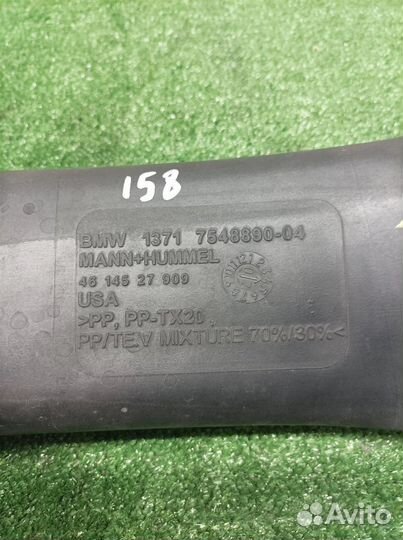 158
BMW 1371 7548890-04
MANN+HUMMEL
46 145 27 909
USA
>PP, PP-TX20,
PP/TE.V MIXTURE 70%/30%<
Avito